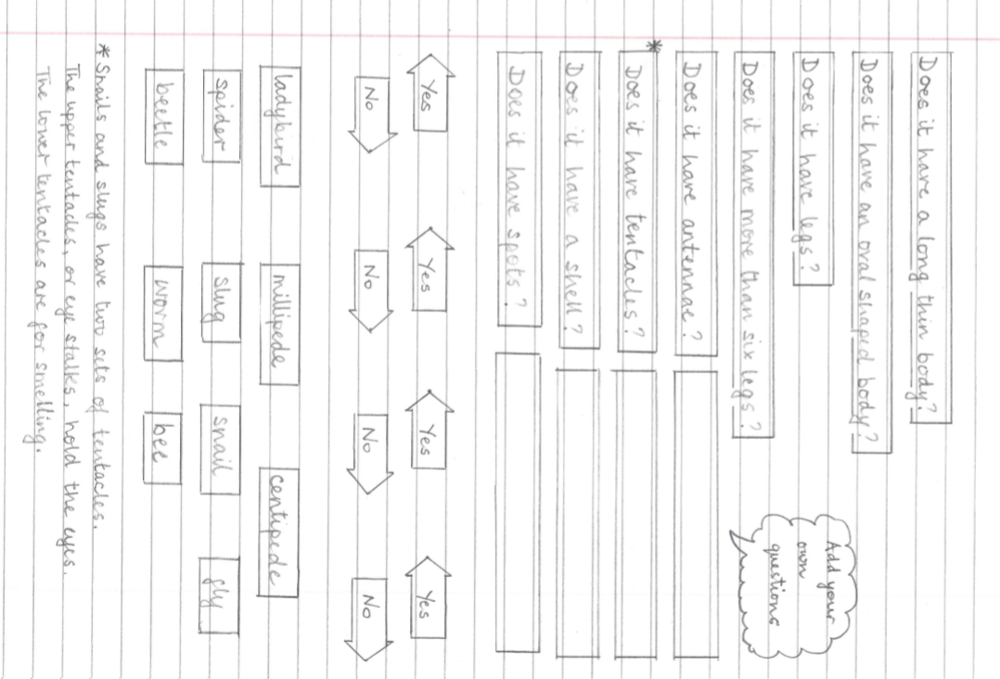 Does it have a long thin body?
Does it have an oval shaped body?
Does it have legs?
Does it have more than six legs?
Add your
own
questions
Does it have antennae?
* Does it have tentacles?
Does it have a shell?
Does it have spots?
Yes Yes Yes Yes
No No No No
ladybird millipede centipede
spider slug snail fly
beetle worm bee
* Snails and slugs have two sets of tentacles.
The upper tentacles, or eye stalks, hold the eyes.
The lower tentacles are for smelling.